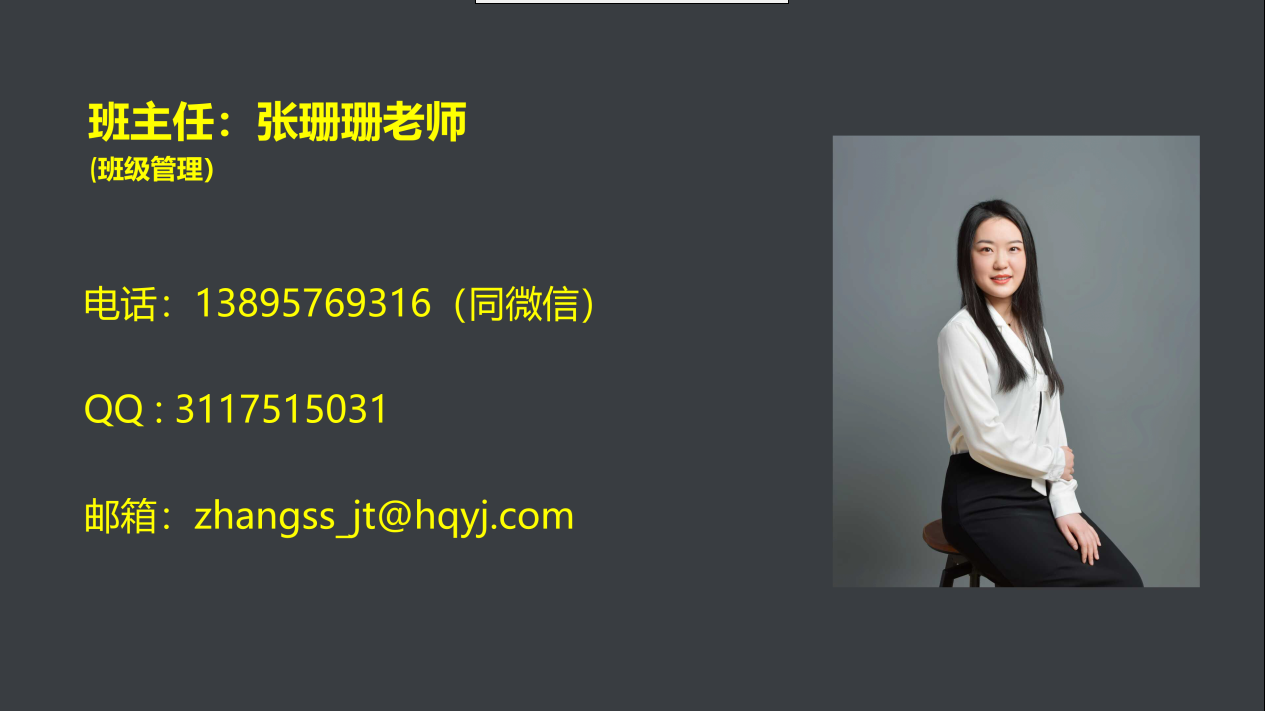 班主任：张珊珊老师
(班级管理）
电话：13895769316（同微信）
QQ : 3117515031
邮箱：zhangss_jt@hqyj.com